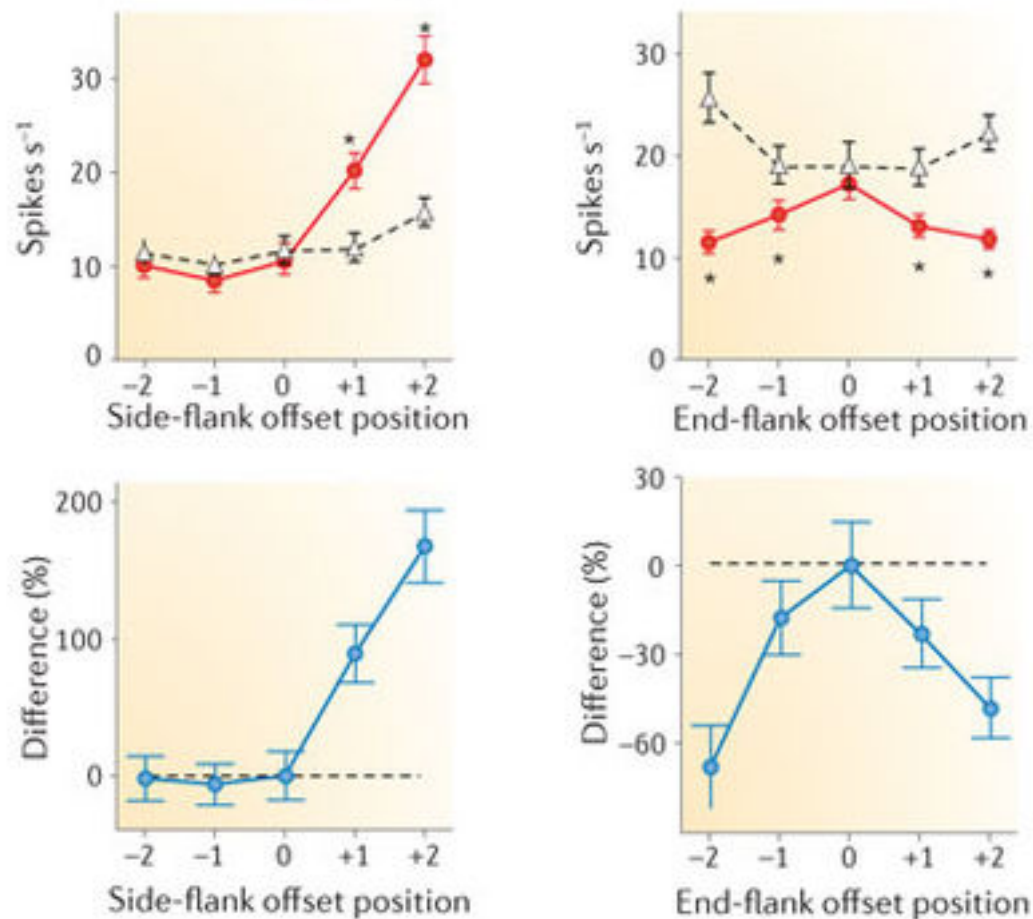 Spikes s⁻¹
30
20
10
0
*
*
−2 −1 0 +1 +2
Side-flank offset position
Spikes s⁻¹
30
20
10
0
* * * *
−2 −1 0 +1 +2
End-flank offset position
Difference (%)
200
100
0
−2 −1 0 +1 +2
Side-flank offset position
Difference (%)
30
0
−30
−60
−2 −1 0 +1 +2
End-flank offset position